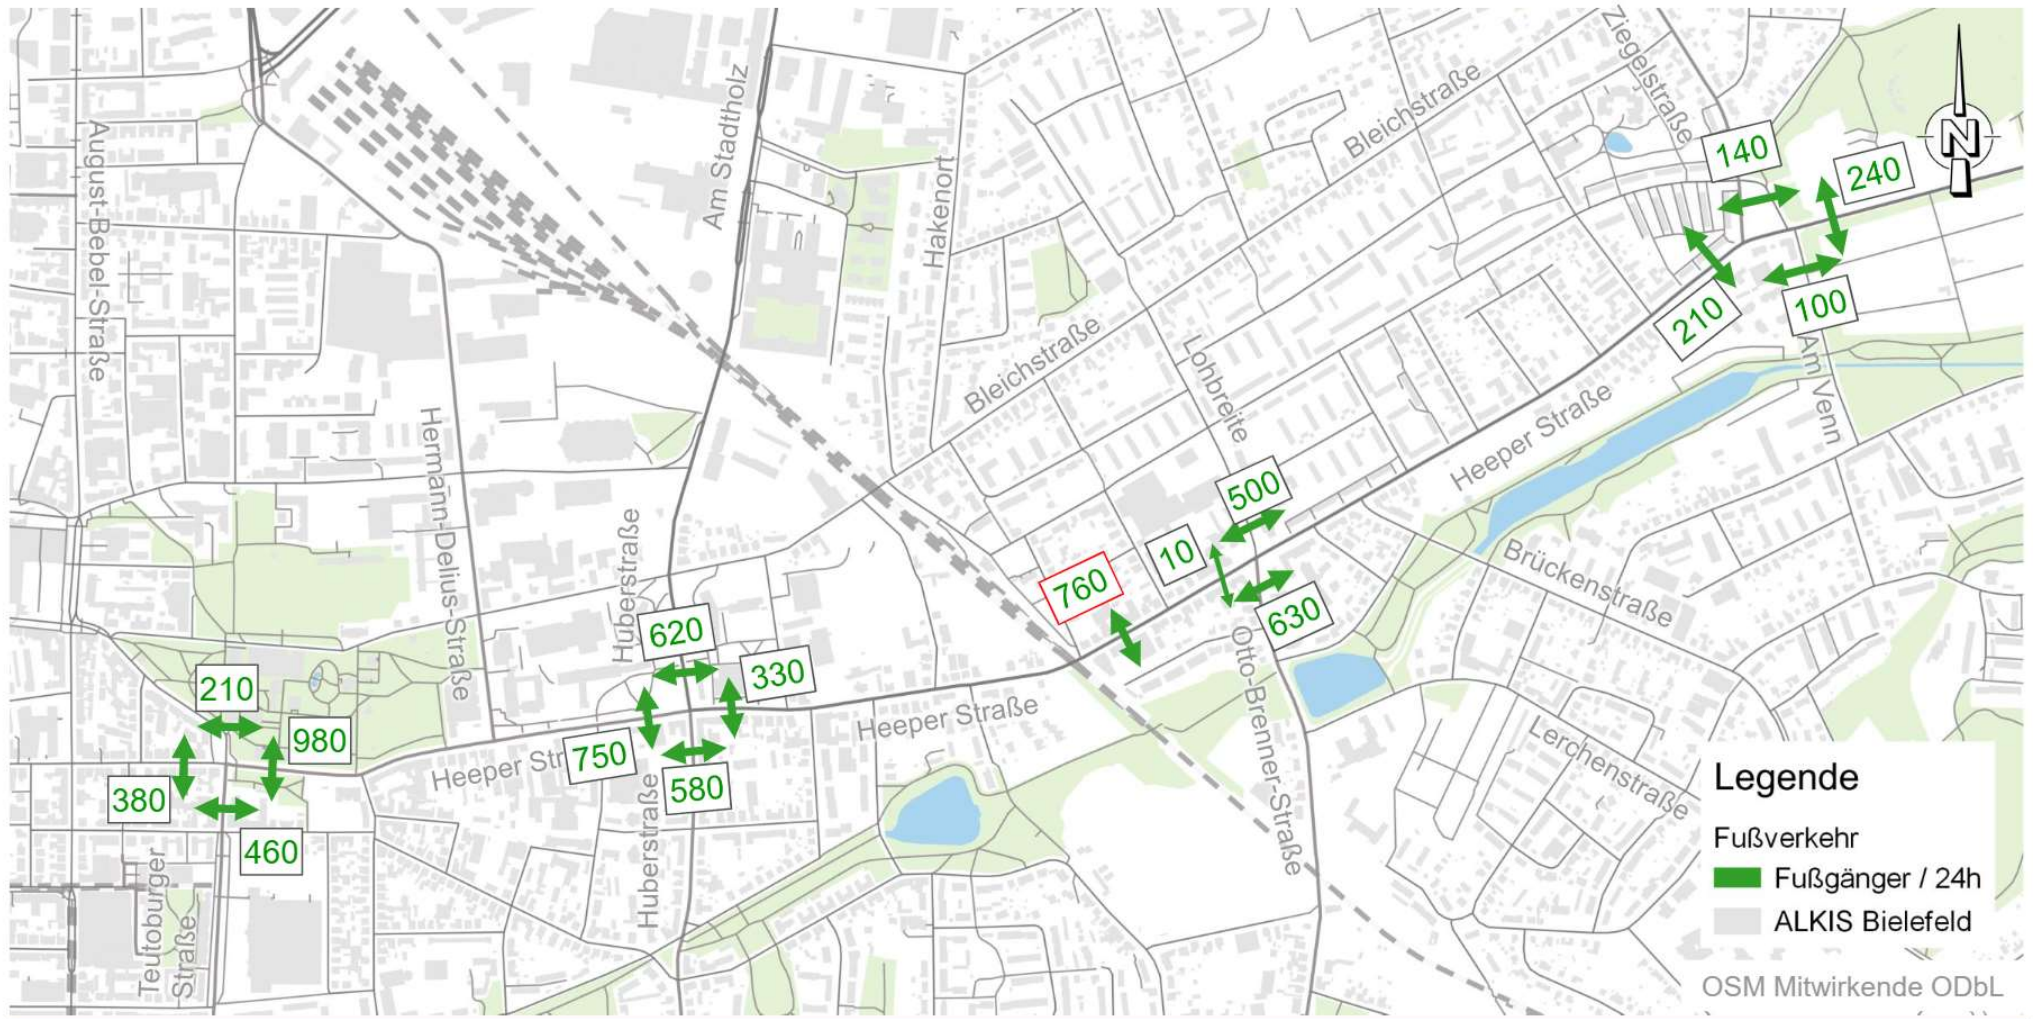 Ziegelstraße
Bleichstraße
Am Stadtholz
August-Bebel-Straße
Hakenort
140
N
240
210
100
Am Venn
Bleichstraße
Lohbreite
Heeper Straße
Hermann-Delius-Straße
Huberstraße
500
10
760
630
Brückenstraße
Otto-Brenner-Straße
620
330
210
980
Heeper Straße
750
Heeper Str
580
380
460
Huberstraße
Teutoburger
Straße
Lerchenstraße
Legende
Fußverkehr
Fußgänger / 24h
ALKIS Bielefeld
OSM Mitwirkende ODbL